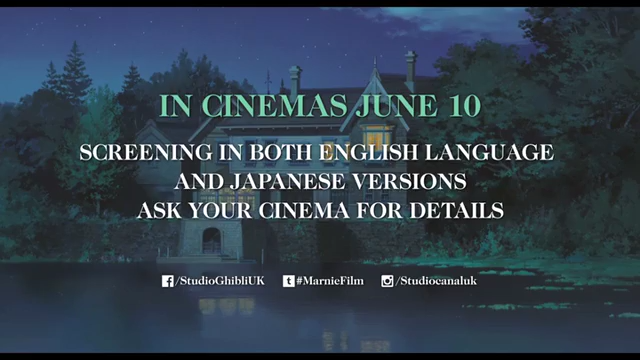 IN CINEMAS JUNE 10
SCREENING IN BOTH ENGLISH LANGUAGE
AND JAPANESE VERSIONS
ASK YOUR CINEMA FOR DETAILS
/StudioGhibliUK #MarnieFilm /Studiocanaluk